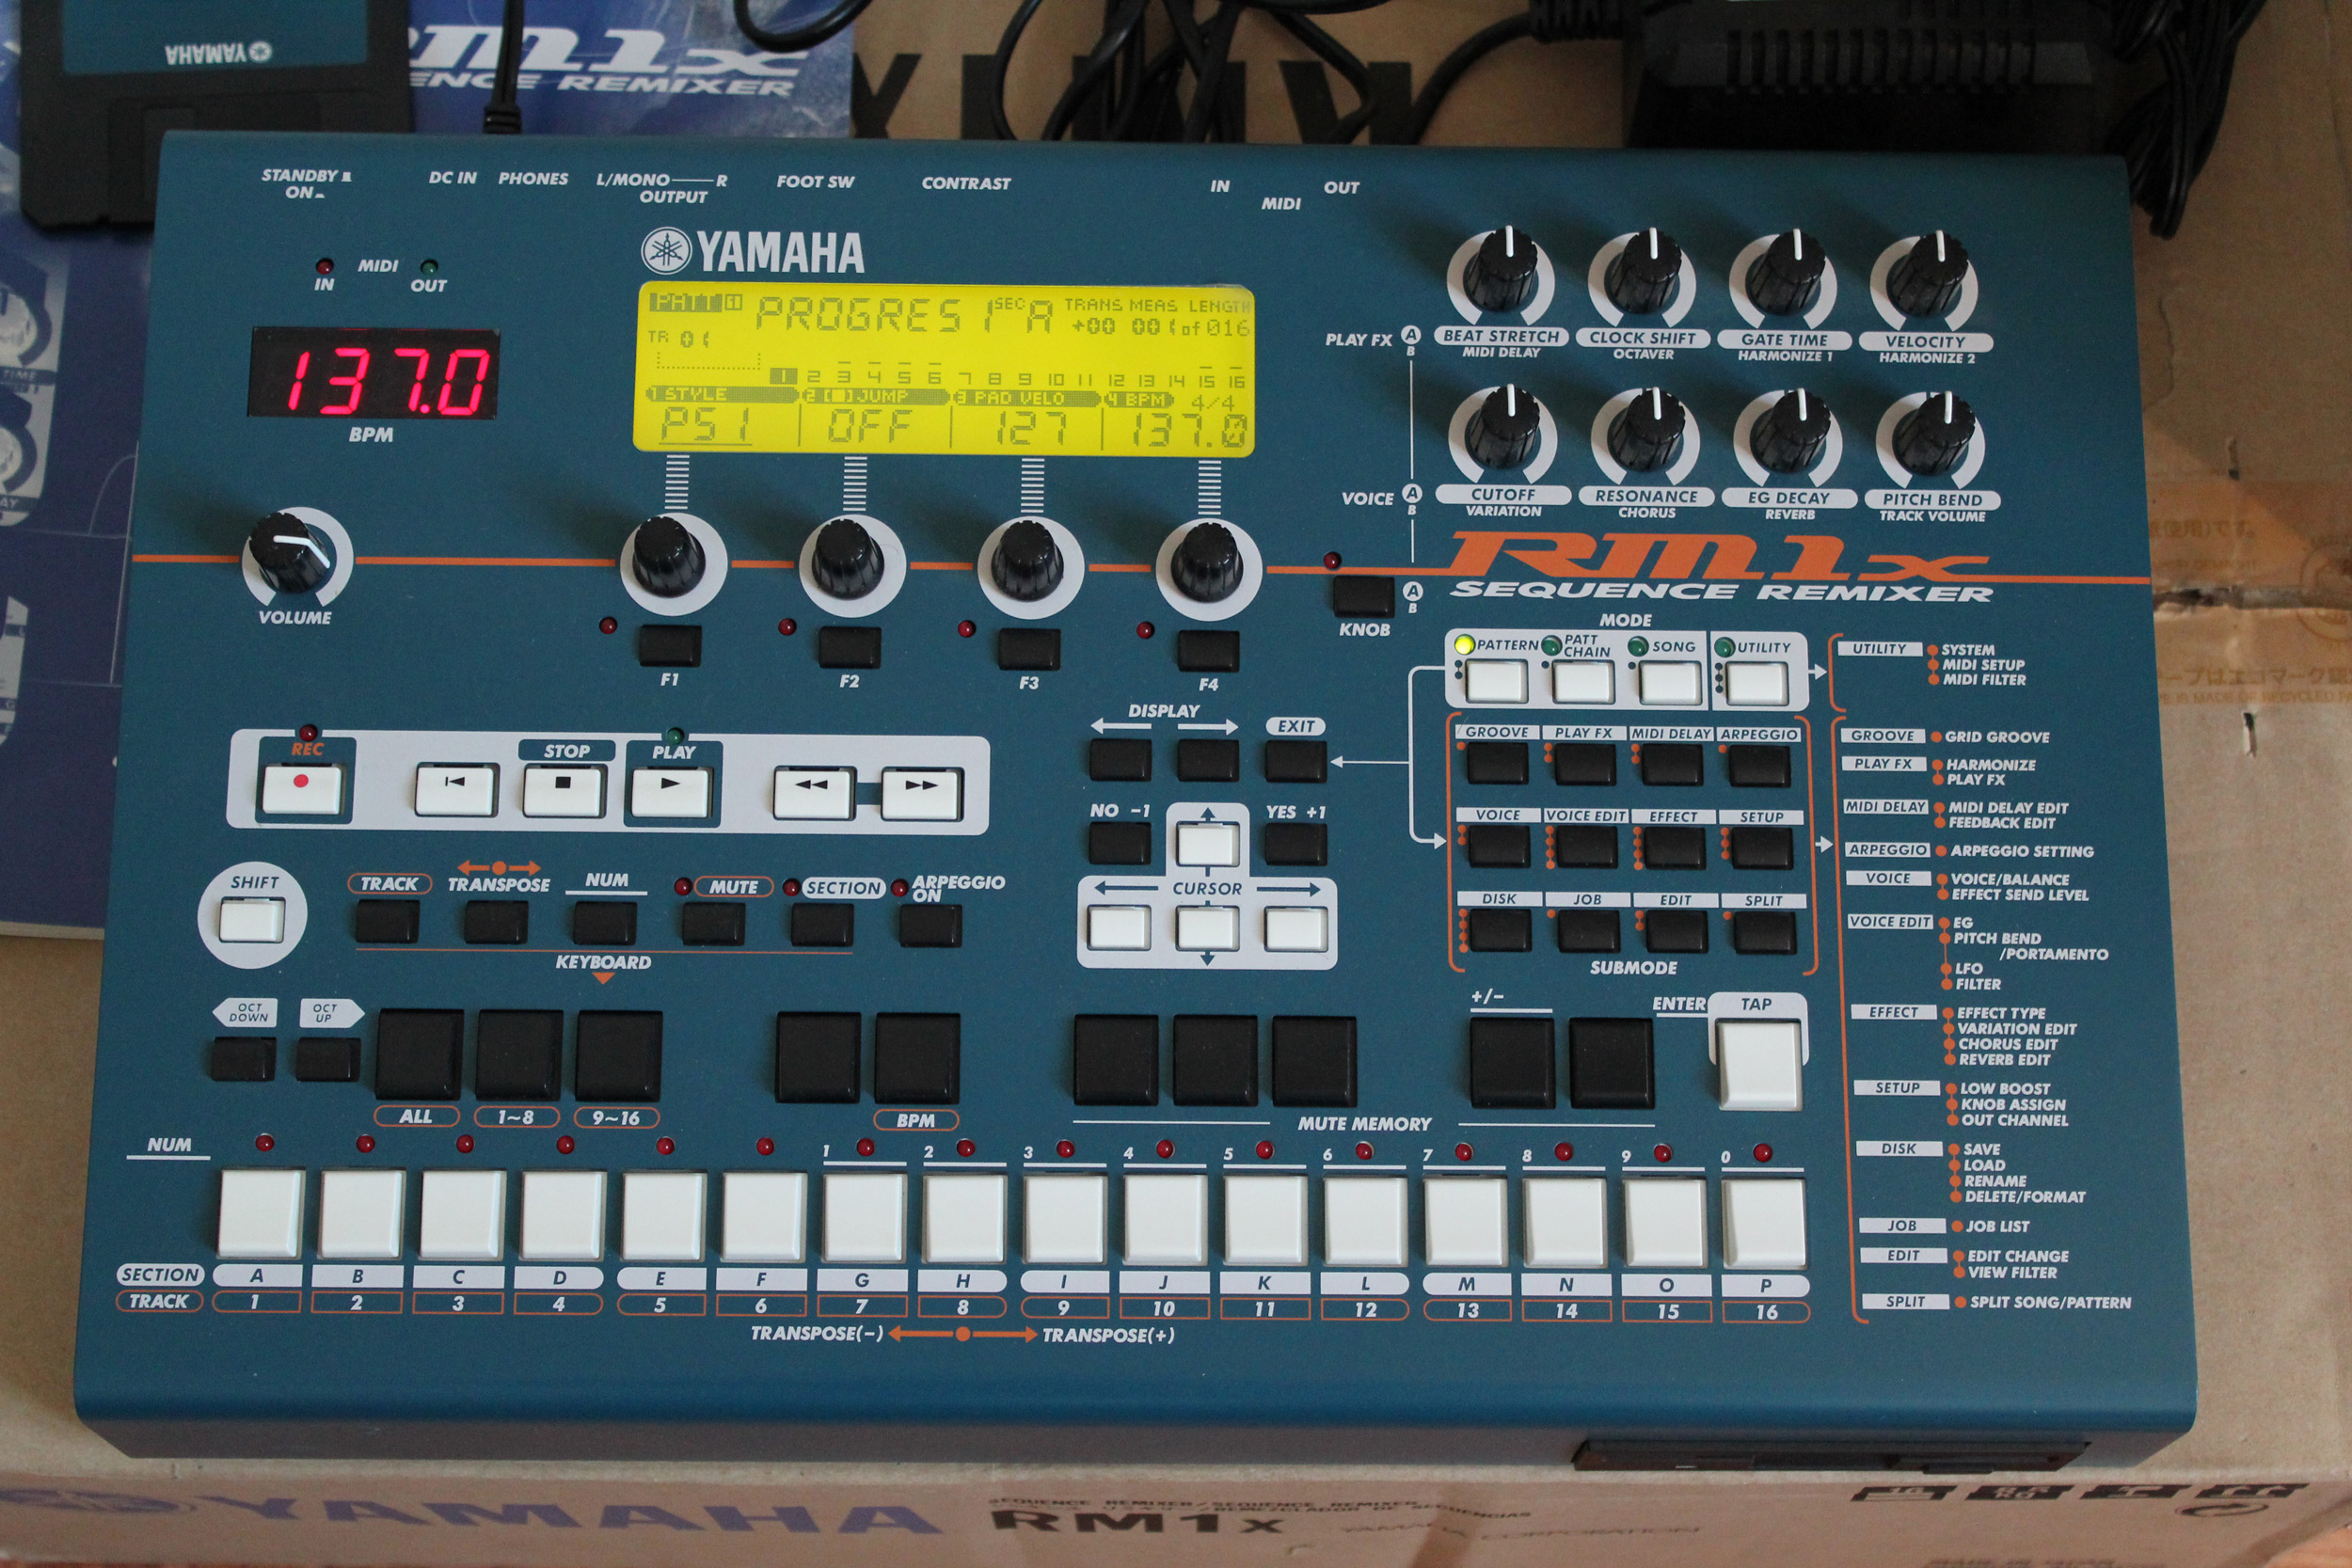 YAMAHA
RM1x
SEQUENCE REMIXER
STANDBY
ON
DC IN
PHONES
L/MONO R
OUTPUT
FOOT SW
CONTRAST
IN
OUT
MIDI
MIDI
IN
OUT
YAMAHA
137.0
BPM
PATT
PROGRES 1
SEC
A
TRANS MEAS LENGTH
+00 001 of 016
TR 01
1 2 3 4 5 6 7 8 9 10 11 12 13 14 15 16
1 STYLE
2 [ ] JUMP
3 PAD VELO
4 BPM
4/4
PS1
OFF
127
137.0
PLAY FX A
B
BEAT STRETCH
MIDI DELAY
CLOCK SHIFT
OCTAVER
GATE TIME
HARMONIZE 1
VELOCITY
HARMONIZE 2
VOICE A
B
CUTOFF
VARIATION
RESONANCE
CHORUS
EG DECAY
REVERB
PITCH BEND
TRACK VOLUME
RM1x
SEQUENCE REMIXER
A
B
KNOB
VOLUME
F1
F2
F3
F4
MODE
PATTERN
PATT CHAIN
SONG
UTILITY
DISPLAY
EXIT
REC
STOP
PLAY
NO -1
YES +1
CURSOR
GROOVE
PLAY FX
MIDI DELAY
ARPEGGIO
VOICE
VOICE EDIT
EFFECT
SETUP
DISK
JOB
EDIT
SPLIT
SUBMODE
UTILITY
SYSTEM
MIDI SETUP
MIDI FILTER
GROOVE
GRID GROOVE
PLAY FX
HARMONIZE
PLAY FX
MIDI DELAY
MIDI DELAY EDIT
FEEDBACK EDIT
ARPEGGIO
ARPEGGIO SETTING
VOICE
VOICE/BALANCE
EFFECT SEND LEVEL
VOICE EDIT
EG
PITCH BEND
/PORTAMENTO
LFO
FILTER
EFFECT
EFFECT TYPE
VARIATION EDIT
CHORUS EDIT
REVERB EDIT
SETUP
LOW BOOST
KNOB ASSIGN
OUT CHANNEL
DISK
SAVE
LOAD
RENAME
DELETE/FORMAT
JOB
JOB LIST
EDIT
EDIT CHANGE
VIEW FILTER
SPLIT
SPLIT SONG/PATTERN
SHIFT
TRACK
TRANSPOSE
NUM
MUTE
SECTION
ARPEGGIO ON
KEYBOARD
OCT DOWN
OCT UP
+/-
ENTER
TAP
ALL
1~8
9~16
BPM
MUTE MEMORY
NUM
1 2 3 4 5 6 7 8 9 0
SECTION A B C D E F G H I J K L M N O P
TRACK 1 2 3 4 5 6 7 8 9 10 11 12 13 14 15 16
TRANSPOSE(-)
TRANSPOSE(+)
YAMAHA
RM1x
YAMAHA CORPORATION